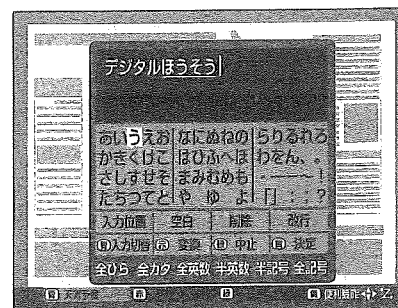 デジタルほうそう
あいうえお なにぬねの らりるれろ
かきくけこ はひふへほ わをん、。
さしすせそ まみむめも
たちつてと や ゆ よ 「」：．？
入力位置 空白 削除 改行
入力切替 変換 中止 決定
全ひら 全カタ 全英数 半英数 半記号 全記号